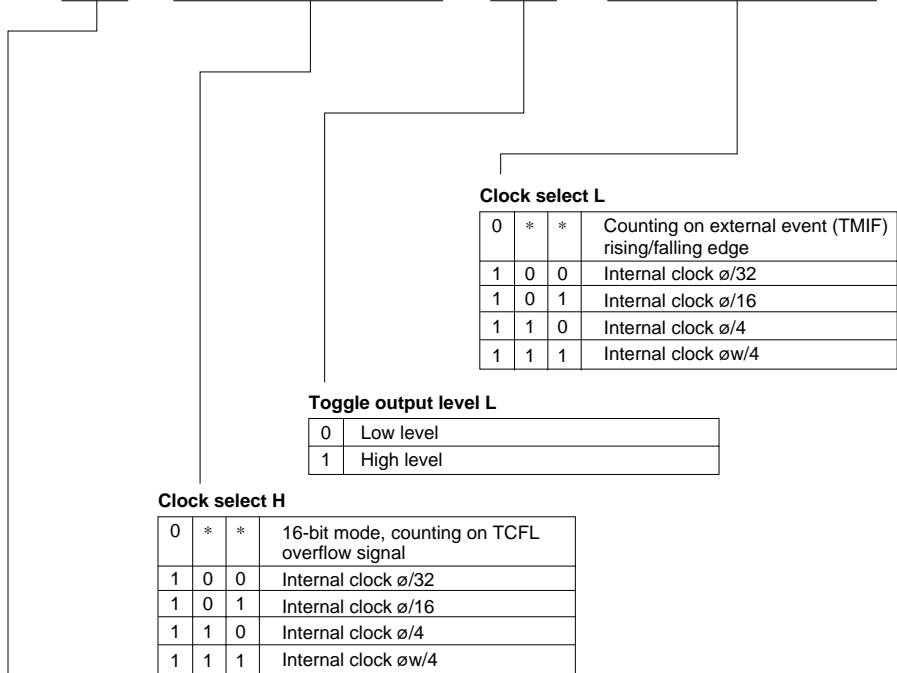 Clock select L
0 * * Counting on external event (TMIF)
rising/falling edge
1 0 0 Internal clock ø/32
1 0 1 Internal clock ø/16
1 1 0 Internal clock ø/4
1 1 1 Internal clock øw/4
Toggle output level L
0 Low level
1 High level
Clock select H
0 * * 16-bit mode, counting on TCFL
overflow signal
1 0 0 Internal clock ø/32
1 0 1 Internal clock ø/16
1 1 0 Internal clock ø/4
1 1 1 Internal clock øw/4